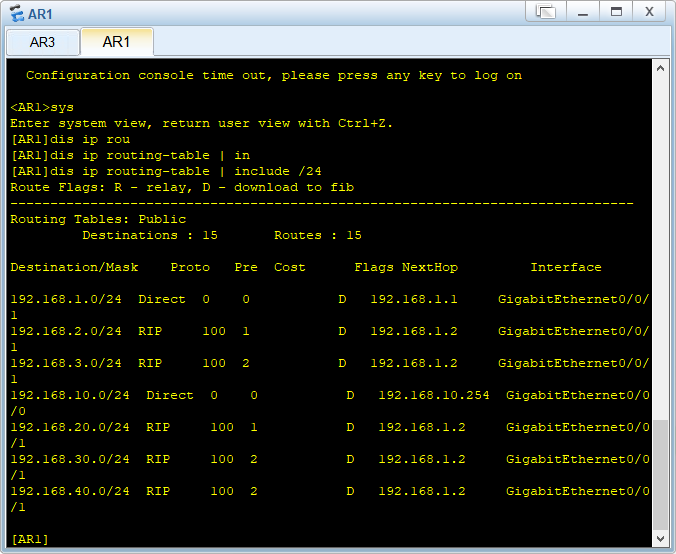 AR1
AR3 AR1
Configuration console time out, please press any key to log on
<AR1>sys
Enter system view, return user view with Ctrl+Z.
[AR1]dis ip rou
[AR1]dis ip routing-table | in
[AR1]dis ip routing-table | include /24
Route Flags: R - relay, D - download to fib
------------------------------------------------------------------------------
Routing Tables: Public
         Destinations : 15       Routes : 15
Destination/Mask    Proto   Pre  Cost      Flags NextHop         Interface
192.168.1.0/24  Direct  0    0           D   192.168.1.1     GigabitEthernet0/0/
1
192.168.2.0/24  RIP     100  1           D   192.168.1.2     GigabitEthernet0/0/
1
192.168.3.0/24  RIP     100  2           D   192.168.1.2     GigabitEthernet0/0/
1
192.168.10.0/24  Direct  0    0           D   192.168.10.254  GigabitEthernet0/0
/0
192.168.20.0/24  RIP     100  1           D   192.168.1.2     GigabitEthernet0/0
/1
192.168.30.0/24  RIP     100  2           D   192.168.1.2     GigabitEthernet0/0
/1
192.168.40.0/24  RIP     100  2           D   192.168.1.2     GigabitEthernet0/0
/1
[AR1]